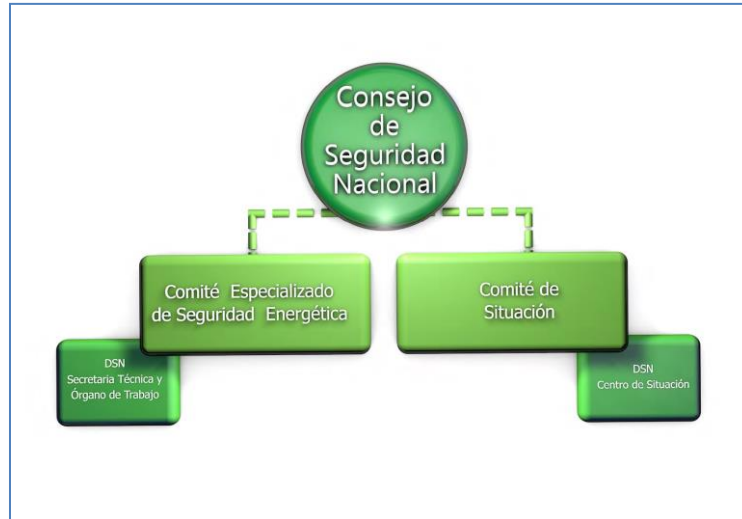 Consejo
de
Seguridad
Nacional
Comité Especializado
de Seguridad Energética
Comité de
Situación
DSN
Secretaria Técnica y
Órgano de Trabajo
DSN
Centro de Situación